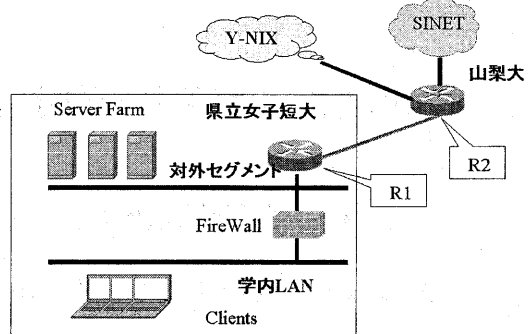 Y-NIX
SINET
山梨大
Server Farm
県立女子短大
R2
対外セグメント
R1
FireWall
学内LAN
Clients